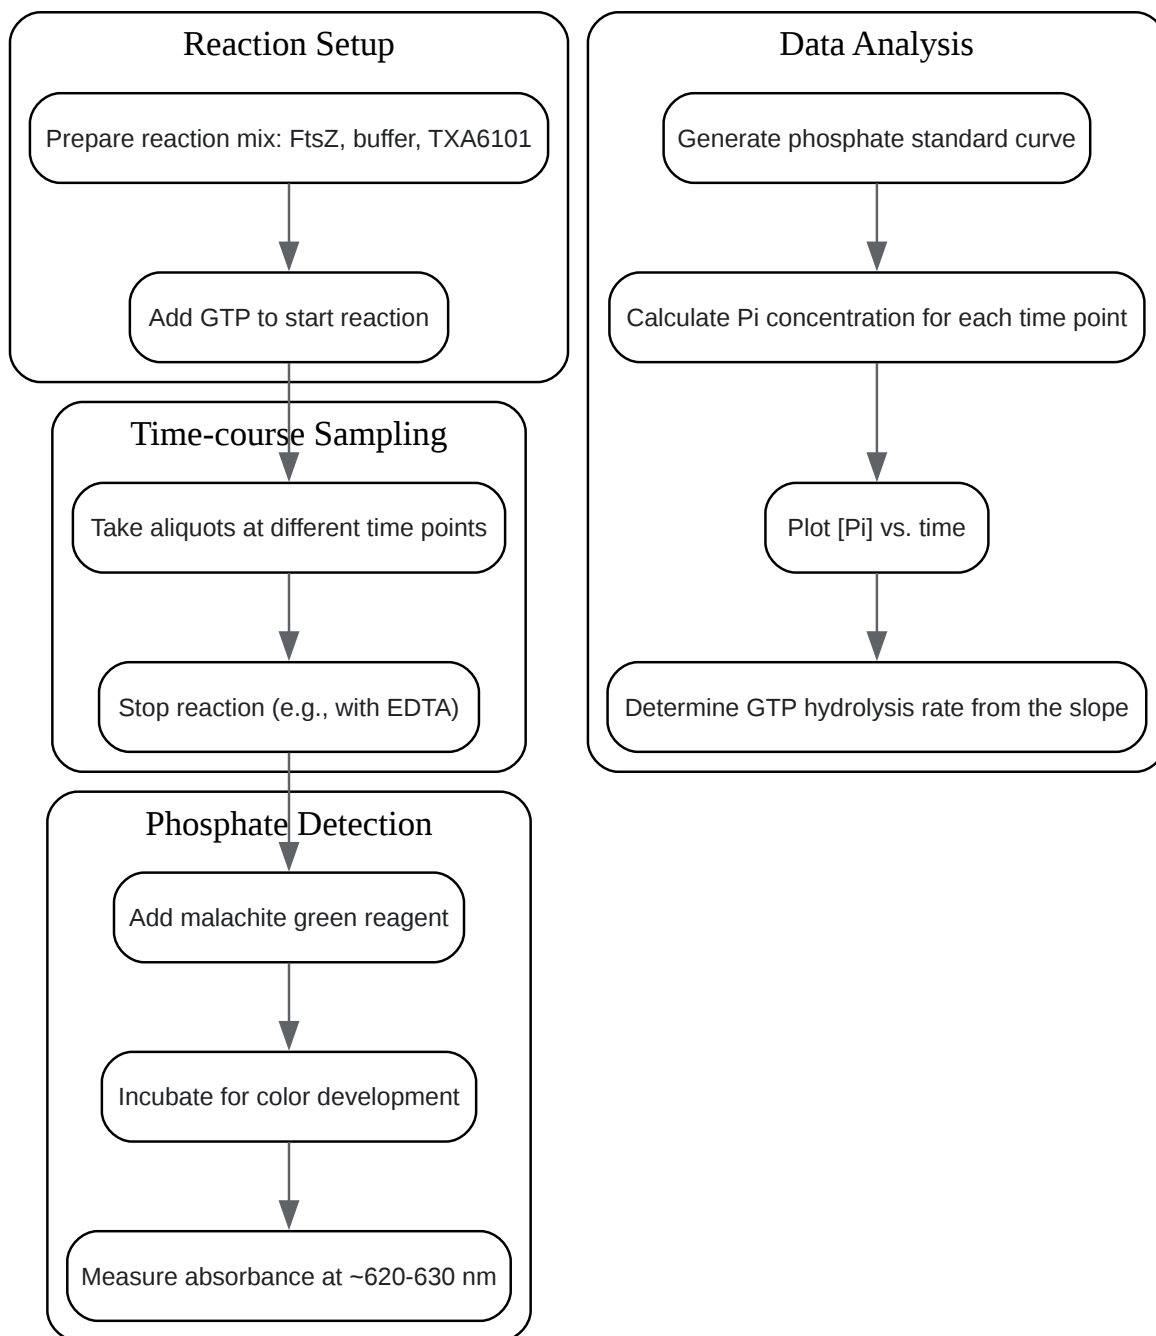 Reaction Setup
Prepare reaction mix: FtsZ, buffer, TXA6101
Add GTP to start reaction
Time-course Sampling
Take aliquots at different time points
Stop reaction (e.g., with EDTA)
Phosphate Detection
Add malachite green reagent
Incubate for color development
Measure absorbance at ~620-630 nm
Data Analysis
Generate phosphate standard curve
Calculate Pi concentration for each time point
Plot [Pi] vs. time
Determine GTP hydrolysis rate from the slope